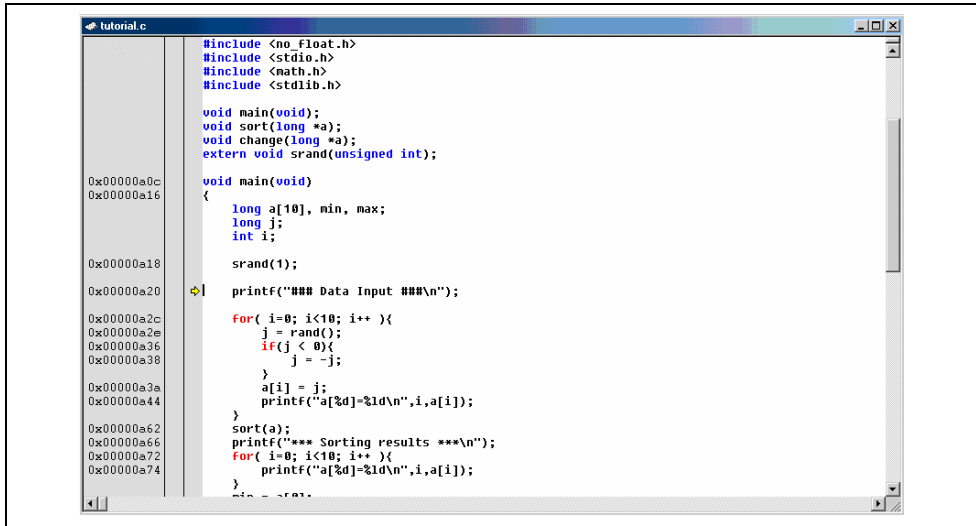 tutorial.c
#include <no_float.h>
#include <stdio.h>
#include <math.h>
#include <stdlib.h>
void main(void);
void sort(long *a);
void change(long *a);
extern void srand(unsigned int);
0x00000a0c void main(void)
0x00000a16 {
long a[10], min, max;
long j;
int i;
0x00000a18 srand(1);
0x00000a20 printf("### Data Input ###\n");
0x00000a2c for( i=0; i<10; i++ ){
0x00000a2e j = rand();
0x00000a36 if(j < 0){
0x00000a38 j = -j;
}
0x00000a3a a[i] = j;
0x00000a44 printf("a[%d]=%ld\n",i,a[i]);
}
0x00000a62 sort(a);
0x00000a66 printf("*** Sorting results ***\n");
0x00000a72 for( i=0; i<10; i++ ){
0x00000a74 printf("a[%d]=%ld\n",i,a[i]);
}
min = a[0];